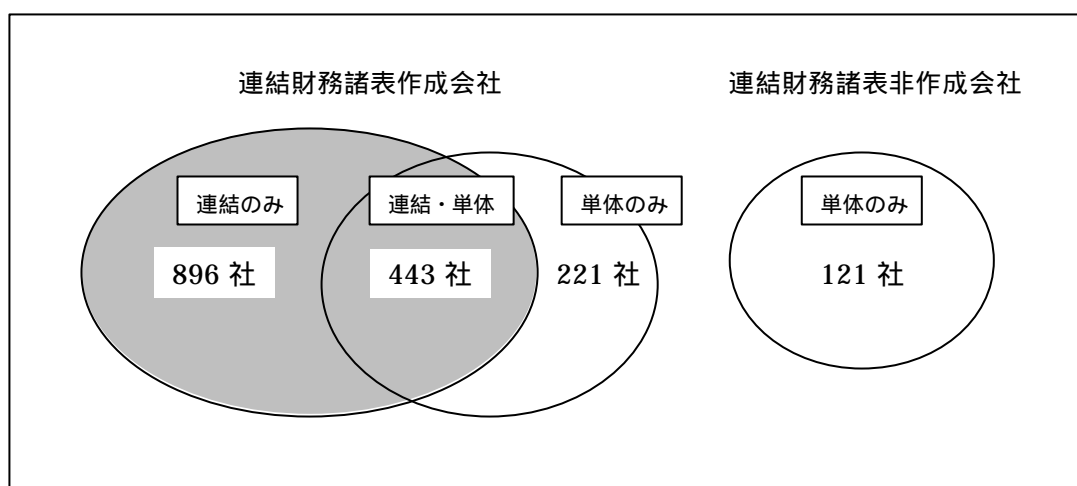 連結財務諸表作成会社
連結財務諸表非作成会社
連結のみ
連結・単体
単体のみ
単体のみ
896 社
443 社
221 社
121 社